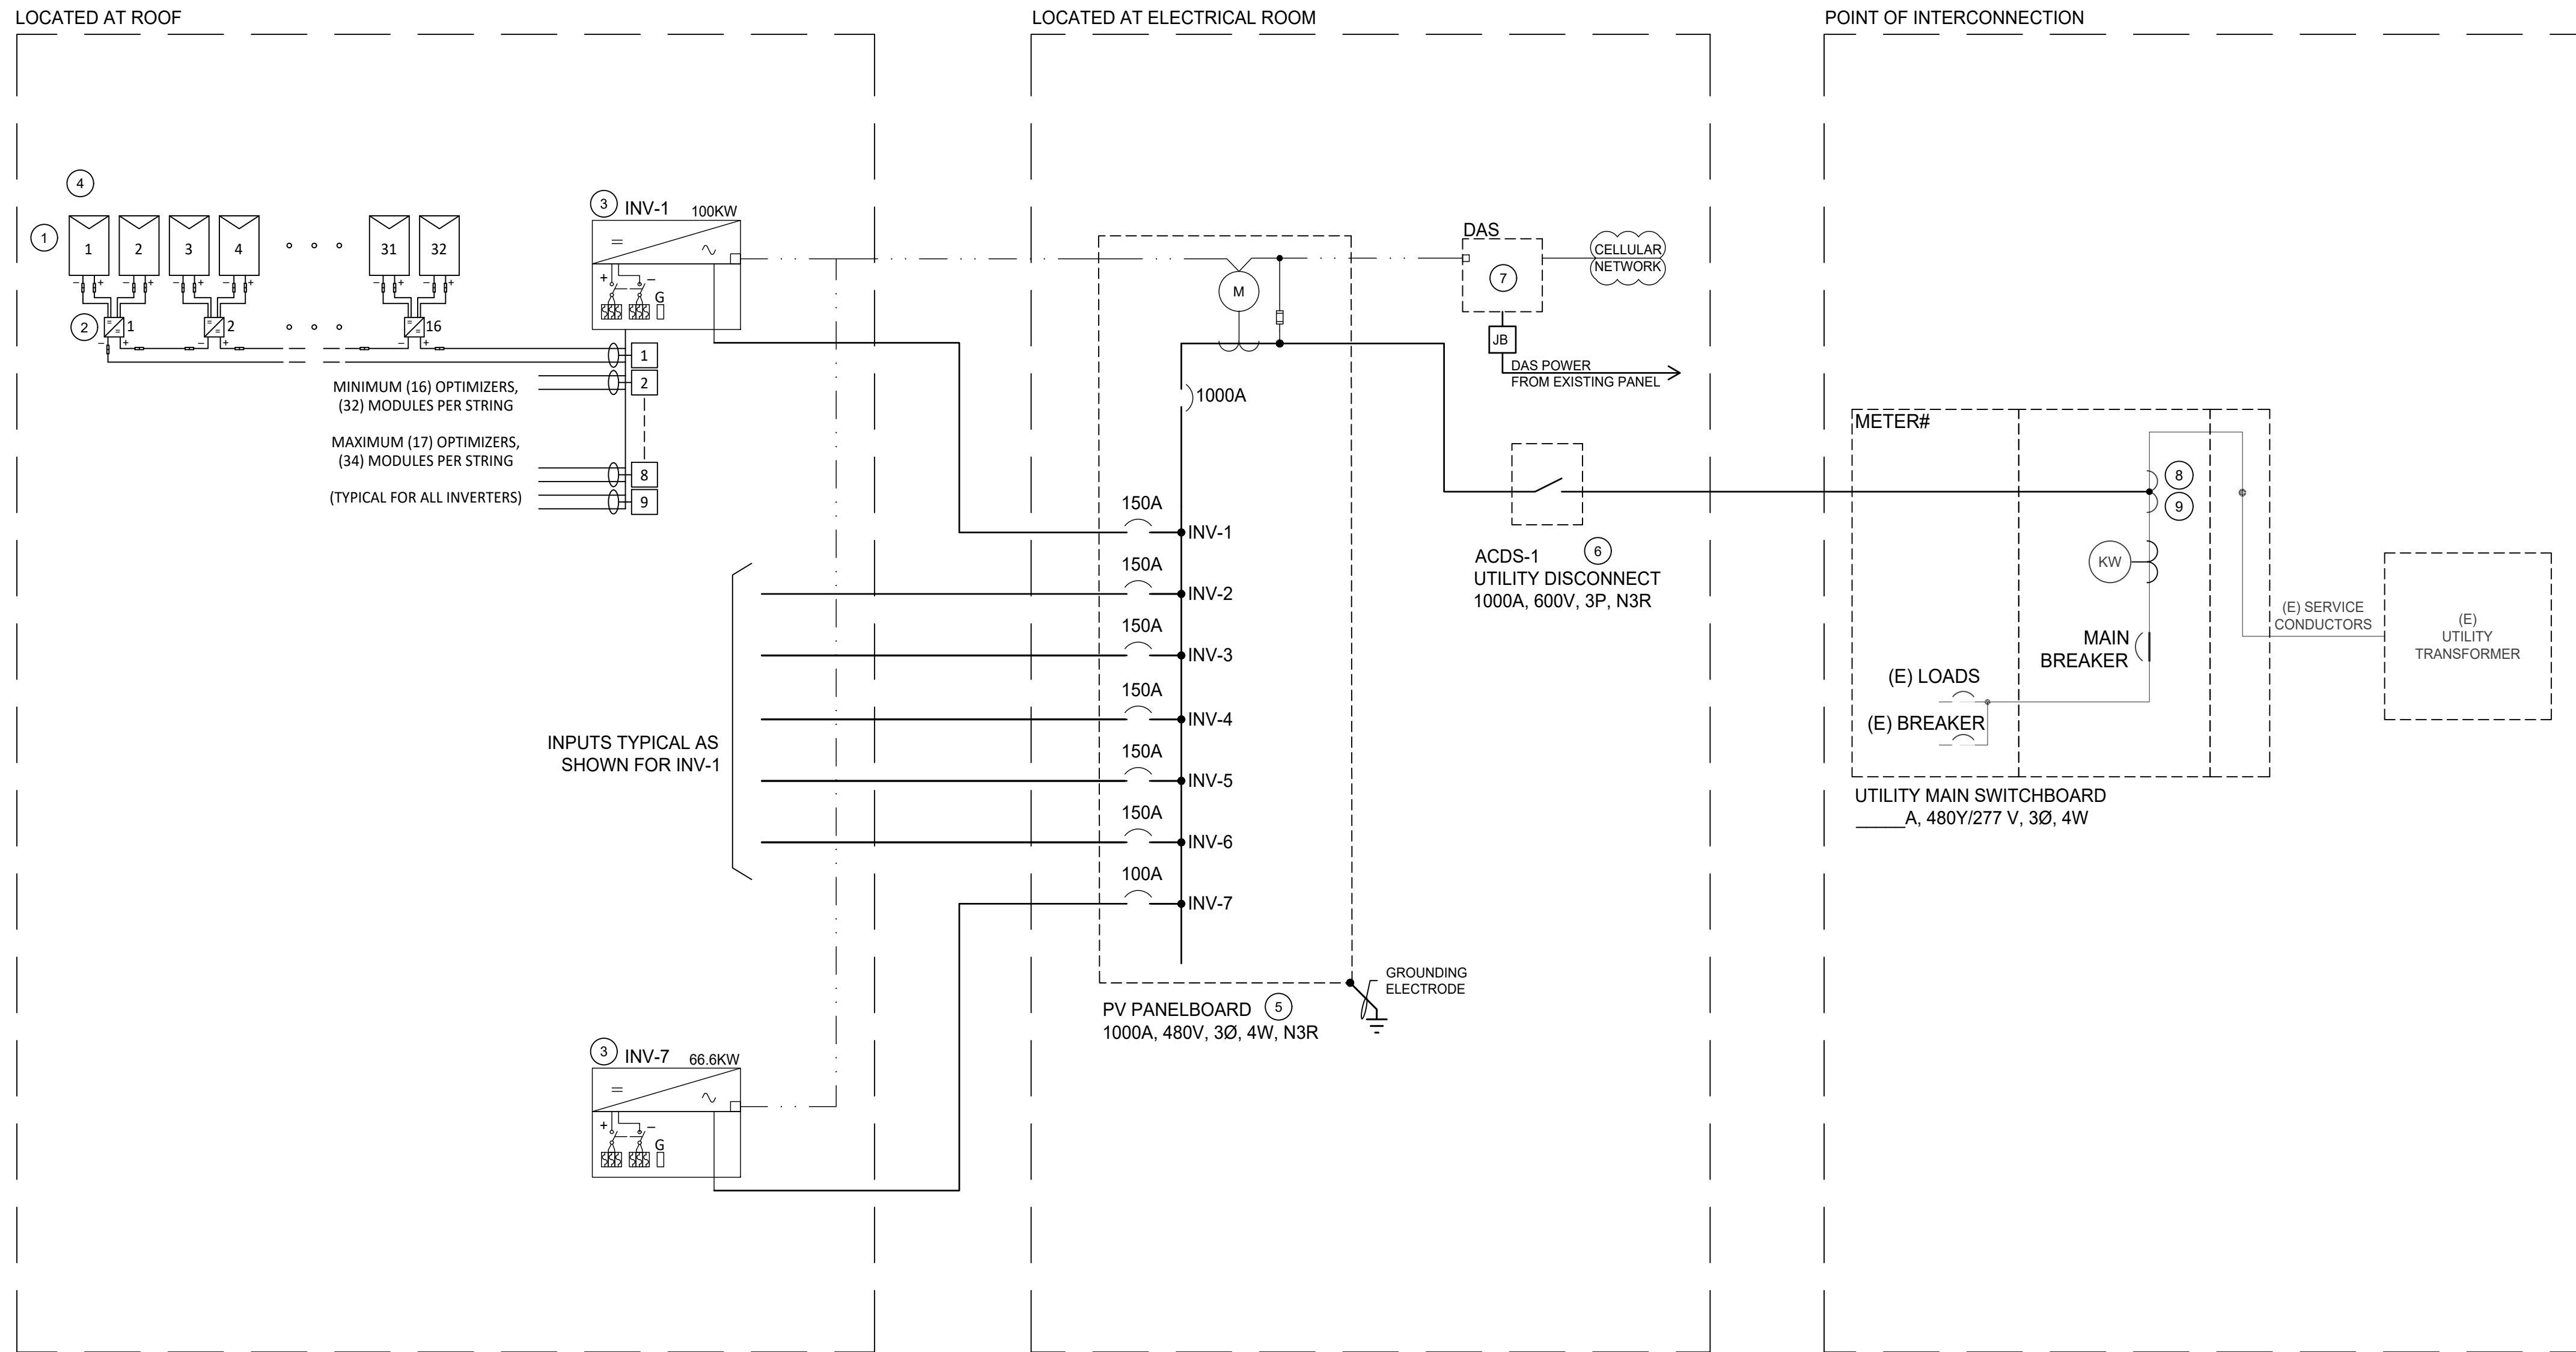 LOCATED AT ROOF
LOCATED AT ELECTRICAL ROOM
POINT OF INTERCONNECTION
4
1
1
2
3
4
31
32
− +
− +
− +
− +
− +
− +
2
1
2
16
− +
− +
− +
3
INV-1
100KW
+ −
G
1
2
8
9
MINIMUM (16) OPTIMIZERS,
(32) MODULES PER STRING
MAXIMUM (17) OPTIMIZERS,
(34) MODULES PER STRING
(TYPICAL FOR ALL INVERTERS)
INPUTS TYPICAL AS
SHOWN FOR INV-1
3
INV-7
66.6KW
+ −
G
M
1000A
150A
INV-1
150A
INV-2
150A
INV-3
150A
INV-4
150A
INV-5
150A
INV-6
100A
INV-7
PV PANELBOARD
5
1000A, 480V, 3Ø, 4W, N3R
GROUNDING
ELECTRODE
DAS
7
CELLULAR
NETWORK
JB
DAS POWER
FROM EXISTING PANEL
ACDS-1
6
UTILITY DISCONNECT
1000A, 600V, 3P, N3R
METER#
8
9
KW
MAIN
BREAKER
(E) LOADS
(E) BREAKER
UTILITY MAIN SWITCHBOARD
_____A, 480Y/277 V, 3Ø, 4W
(E) SERVICE
CONDUCTORS
(E)
UTILITY
TRANSFORMER